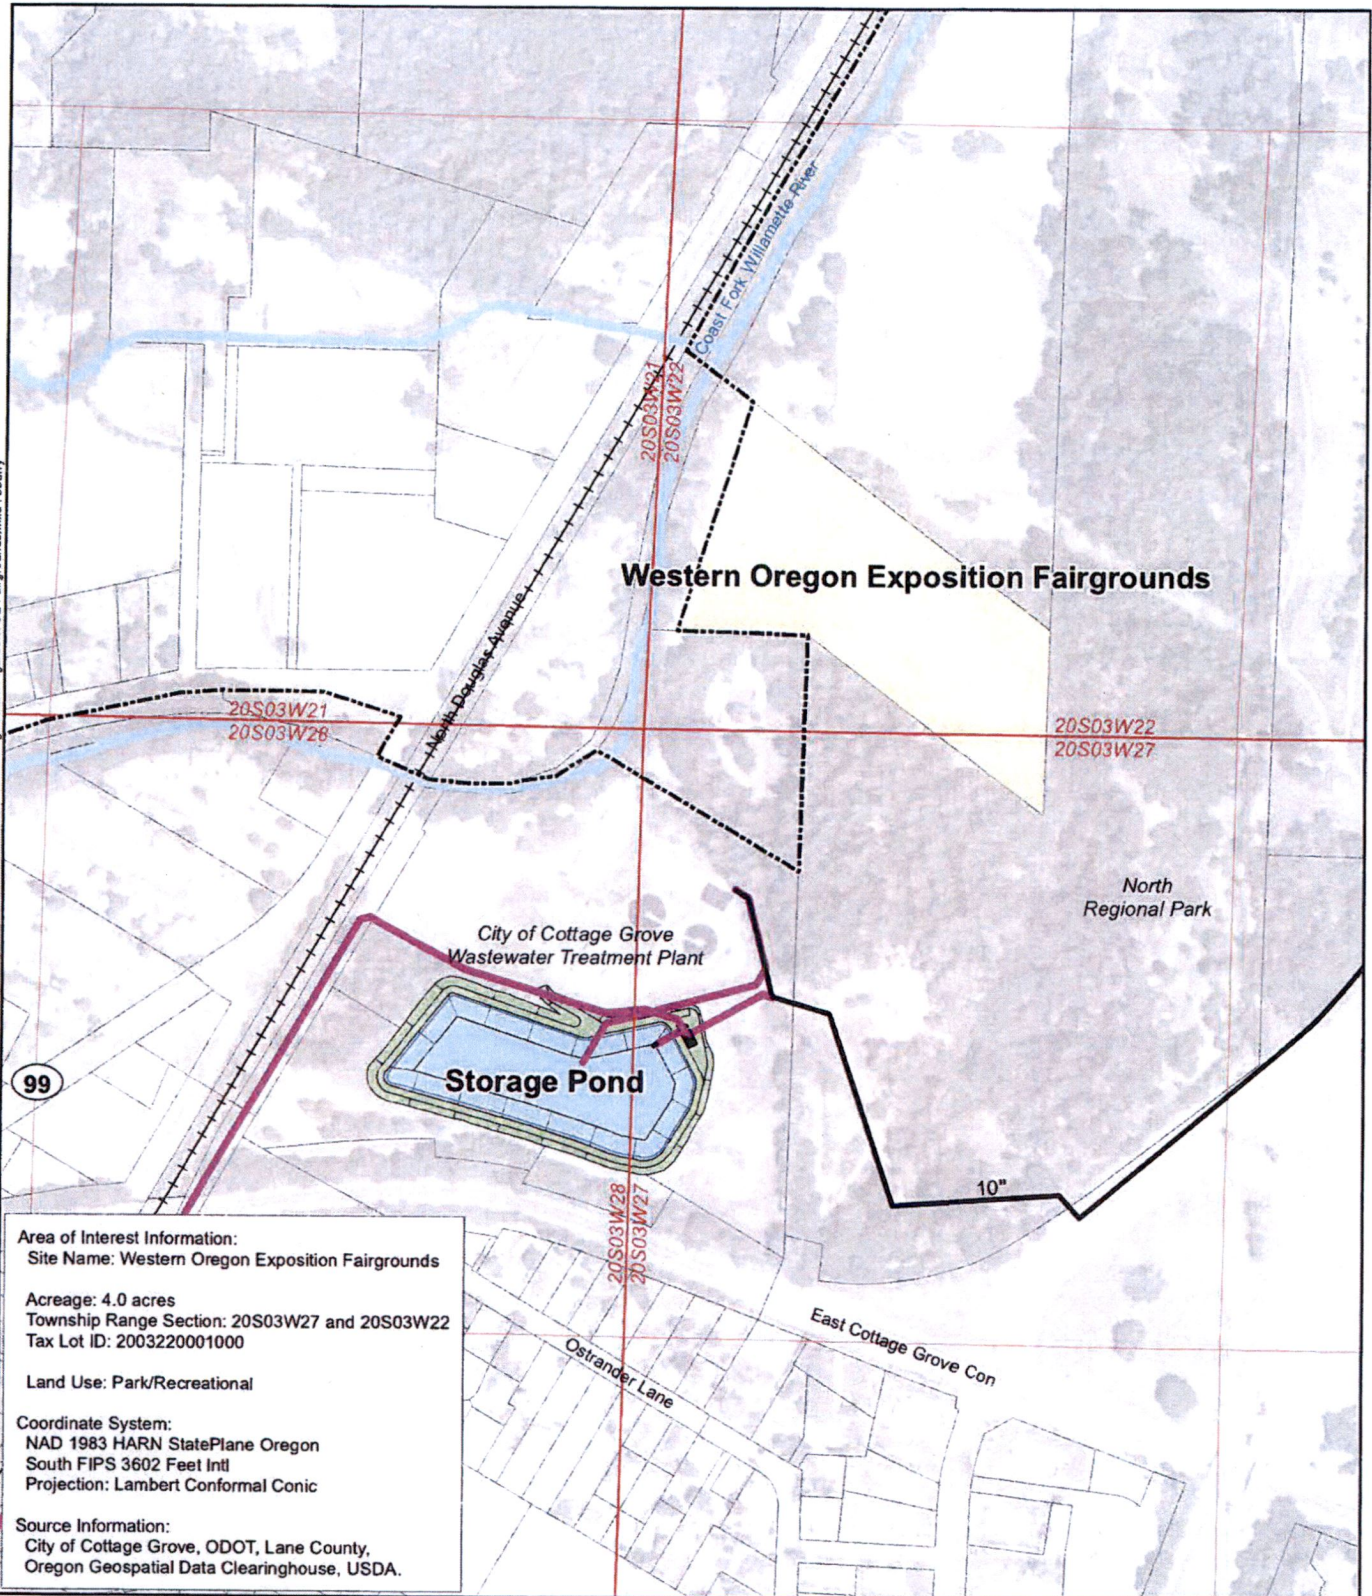 Coast Fork Willamette River
20S03W21
20S03W22
Western Oregon Exposition Fairgrounds
North Douglas Avenue
20S03W21
20S03W28
20S03W22
20S03W27
North
Regional Park
City of Cottage Grove
Wastewater Treatment Plant
99
Storage Pond
10"
20S03W28
20S03W27
East Cottage Grove Con
Ostrander Lane
Area of Interest Information:
Site Name: Western Oregon Exposition Fairgrounds
Acreage: 4.0 acres
Township Range Section: 20S03W27 and 20S03W22
Tax Lot ID: 2003220001000
Land Use: Park/Recreational
Coordinate System:
NAD 1983 HARN StatePlane Oregon
South FIPS 3602 Feet Intl
Projection: Lambert Conformal Conic
Source Information:
City of Cottage Grove, ODOT, Lane County,
Oregon Geospatial Data Clearinghouse, USDA.